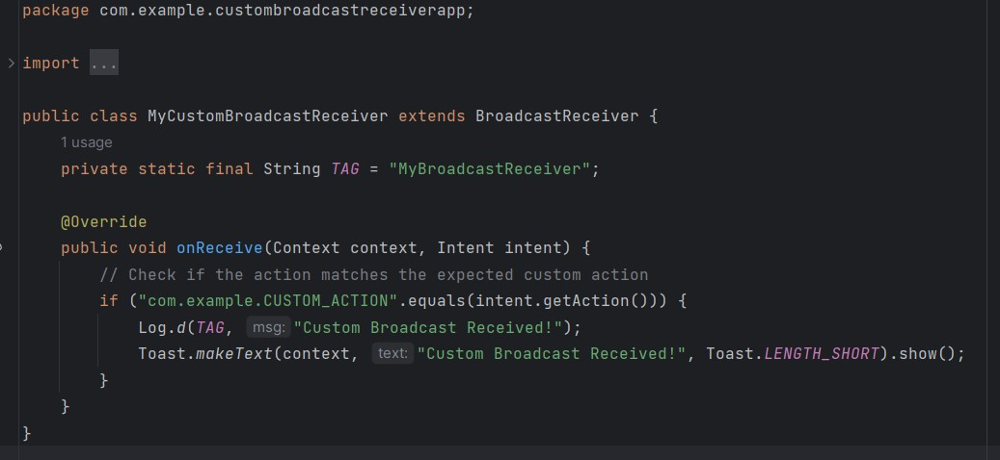 package com.example.custombroadcastreceiverapp;
import ...
public class MyCustomBroadcastReceiver extends BroadcastReceiver {
1 usage
private static final String TAG = "MyBroadcastReceiver";
@Override
public void onReceive(Context context, Intent intent) {
// Check if the action matches the expected custom action
if ("com.example.CUSTOM_ACTION".equals(intent.getAction())) {
Log.d(TAG, msg: "Custom Broadcast Received!");
Toast.makeText(context, text: "Custom Broadcast Received!", Toast.LENGTH_SHORT).show();
}
}
}